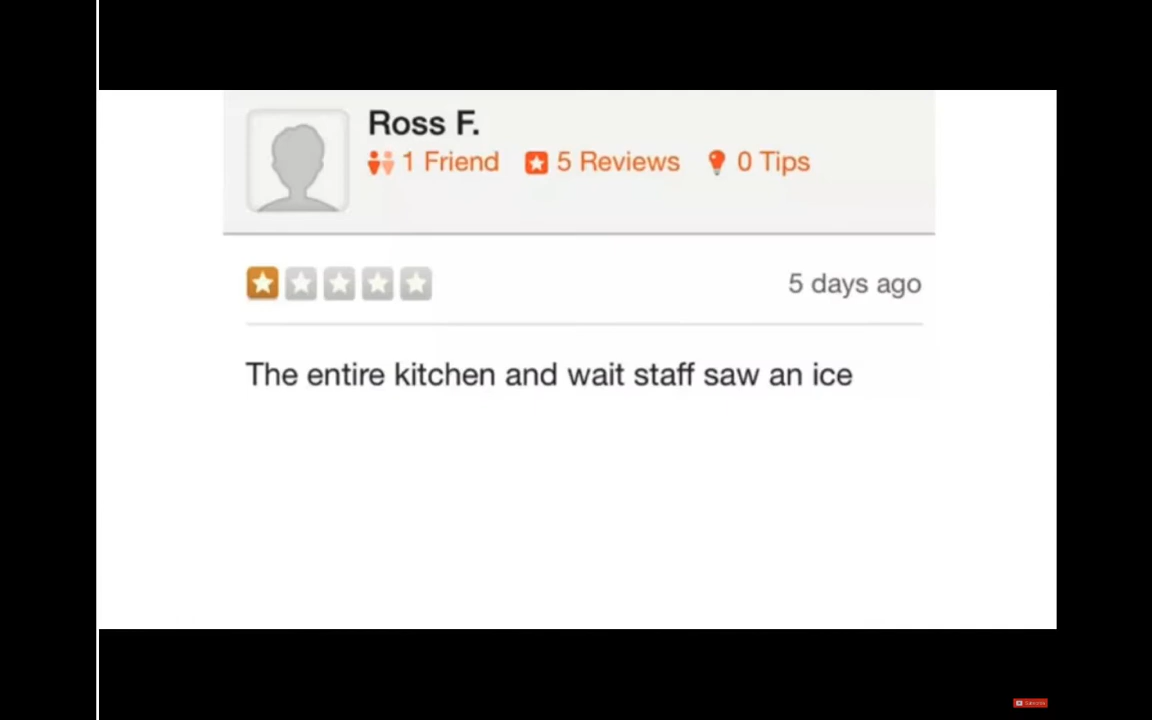 Ross F.
1 Friend 5 Reviews 0 Tips
5 days ago
The entire kitchen and wait staff saw an ice